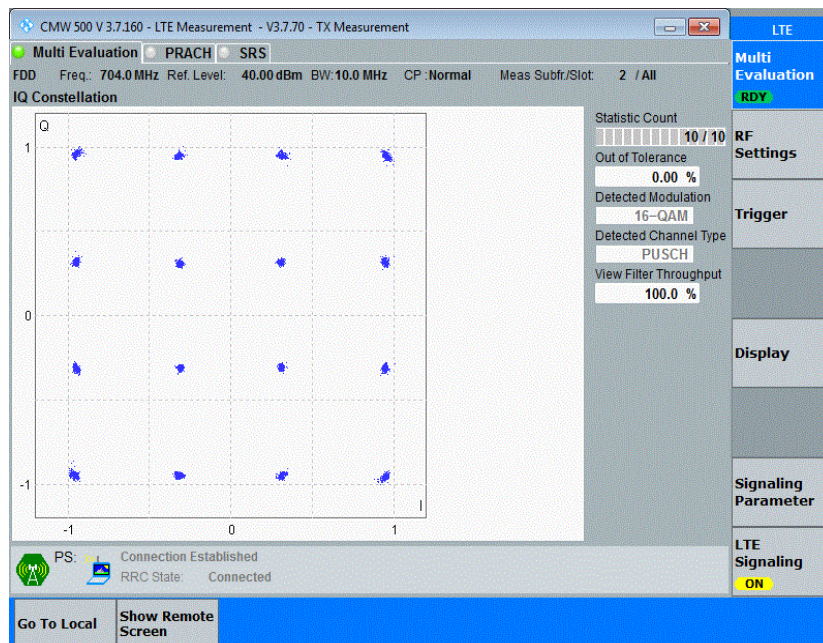 CMW 500 V 3.7.160 - LTE Measurement - V3.7.70 - TX Measurement
LTE
Multi Evaluation PRACH SRS
Multi
Evaluation
RDY
FDD Freq.: 704.0 MHz Ref. Level: 40.00 dBm BW: 10.0 MHz CP : Normal Meas Subfr./Slot: 2 / All
IQ Constellation
Q
1
0
-1
-1 0 1
I
Statistic Count
10 / 10
Out of Tolerance
0.00 %
Detected Modulation
16-QAM
Detected Channel Type
PUSCH
View Filter Throughput
100.0 %
RF
Settings
Trigger
Display
Signaling
Parameter
LTE
Signaling
ON
PS: Connection Established
RRC State: Connected
Go To Local
Show Remote
Screen